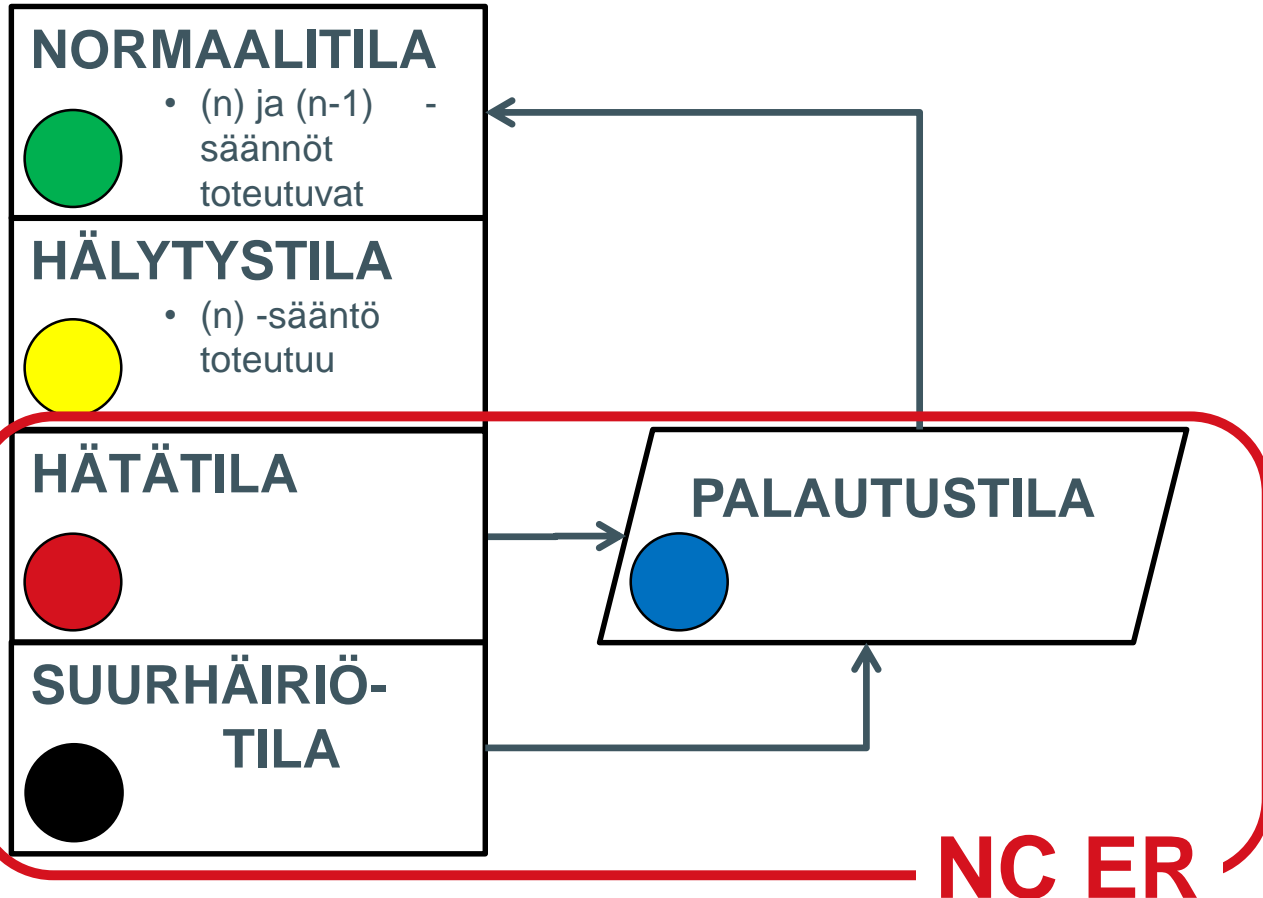 NORMAALITILA
• (n) ja (n-1) -
säännöt
toteutuvat
HÄLYTYSTILA
• (n) -sääntö
toteutuu
HÄTÄTILA
PALAUTUSTILA
SUURHÄIRIÖ-
TILA
NC ER